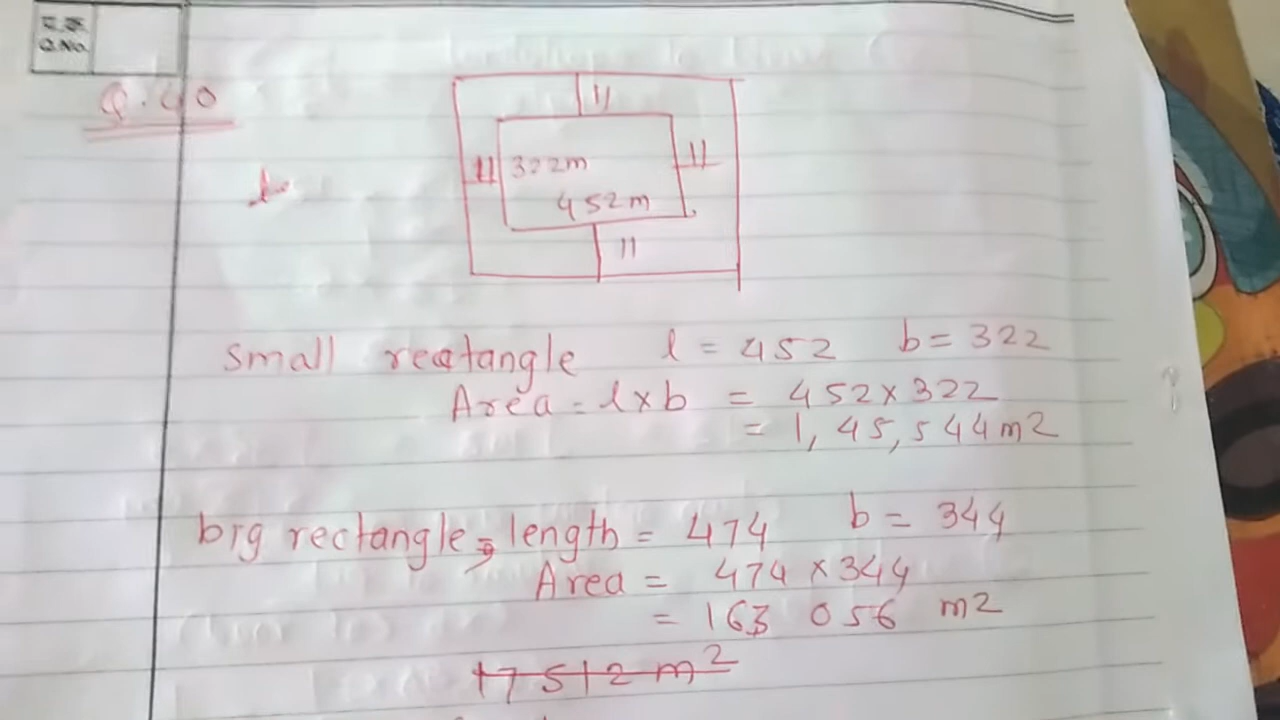 प्र.क्र.
Q.No.
Q.40
11
11 322m 11
452m
11
small rectangle l = 452 b = 322
Area = l x b = 452 x 322
= 1,45,544 m2
big rectangle, length = 474 b = 344
Area = 474 x 344
= 163 056 m2
17512 m2